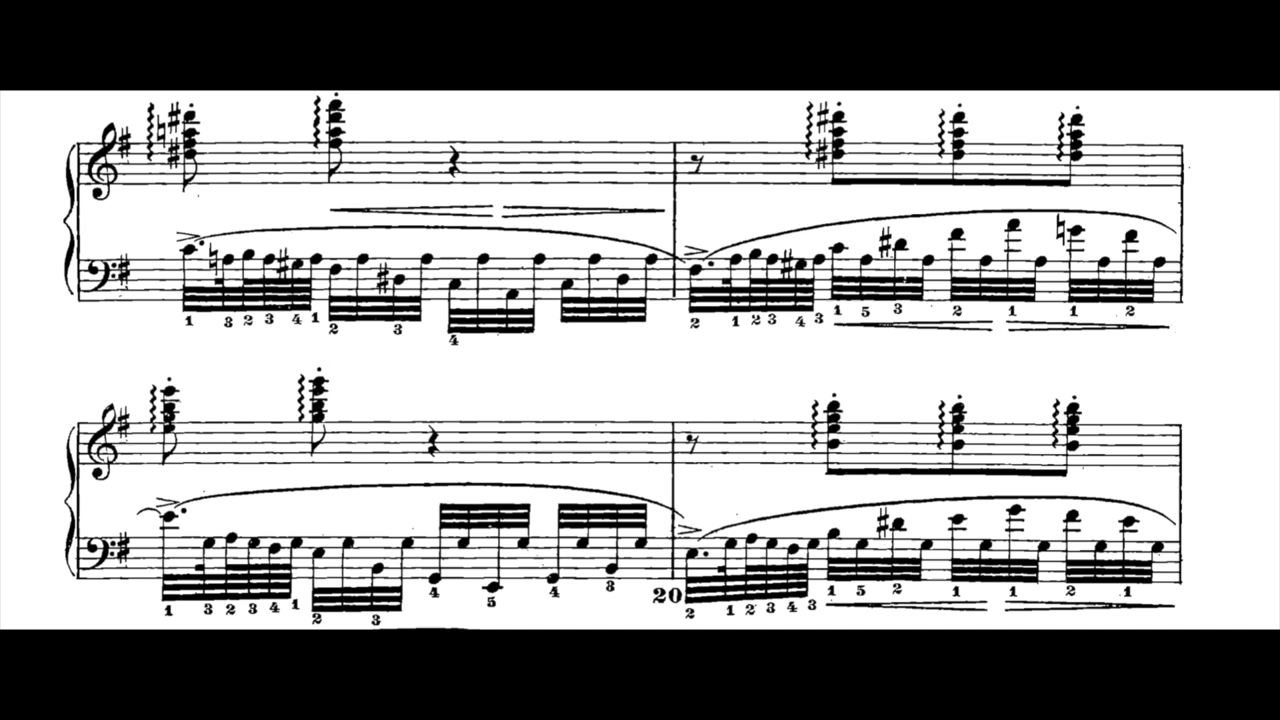 1 3 2 3 4 1 2 3 4
2 1 2 3 4 3 1 5 3 2 1 1 2
1 3 2 3 4 1 2 3 4 5 4 3
20
2 1 2 3 4 3 1 5 2 1 1 2 1